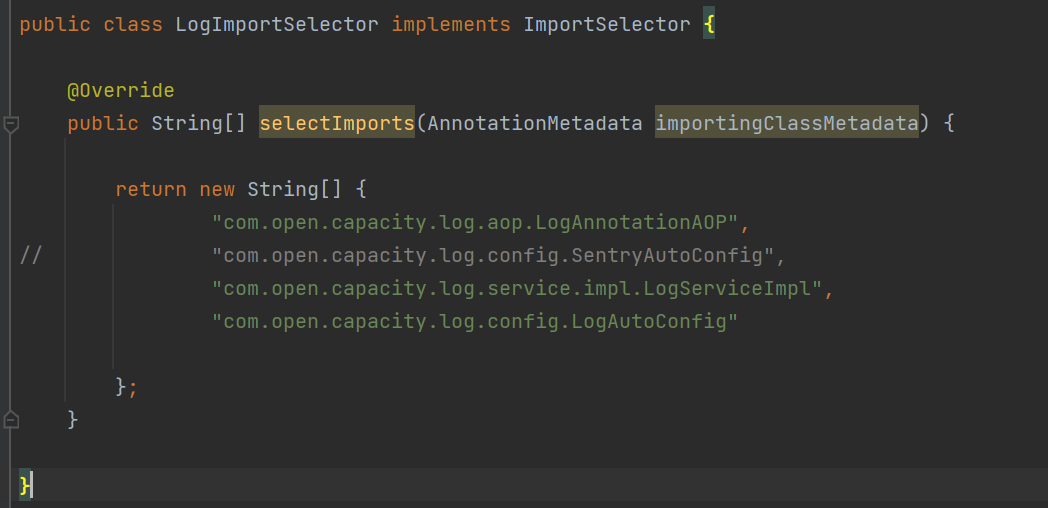 public class LogImportSelector implements ImportSelector {
@Override
public String[] selectImports(AnnotationMetadata importingClassMetadata) {
return new String[] {
"com.open.capacity.log.aop.LogAnnotationAOP",
// "com.open.capacity.log.config.SentryAutoConfig",
"com.open.capacity.log.service.impl.LogServiceImpl",
"com.open.capacity.log.config.LogAutoConfig"
};
}
}